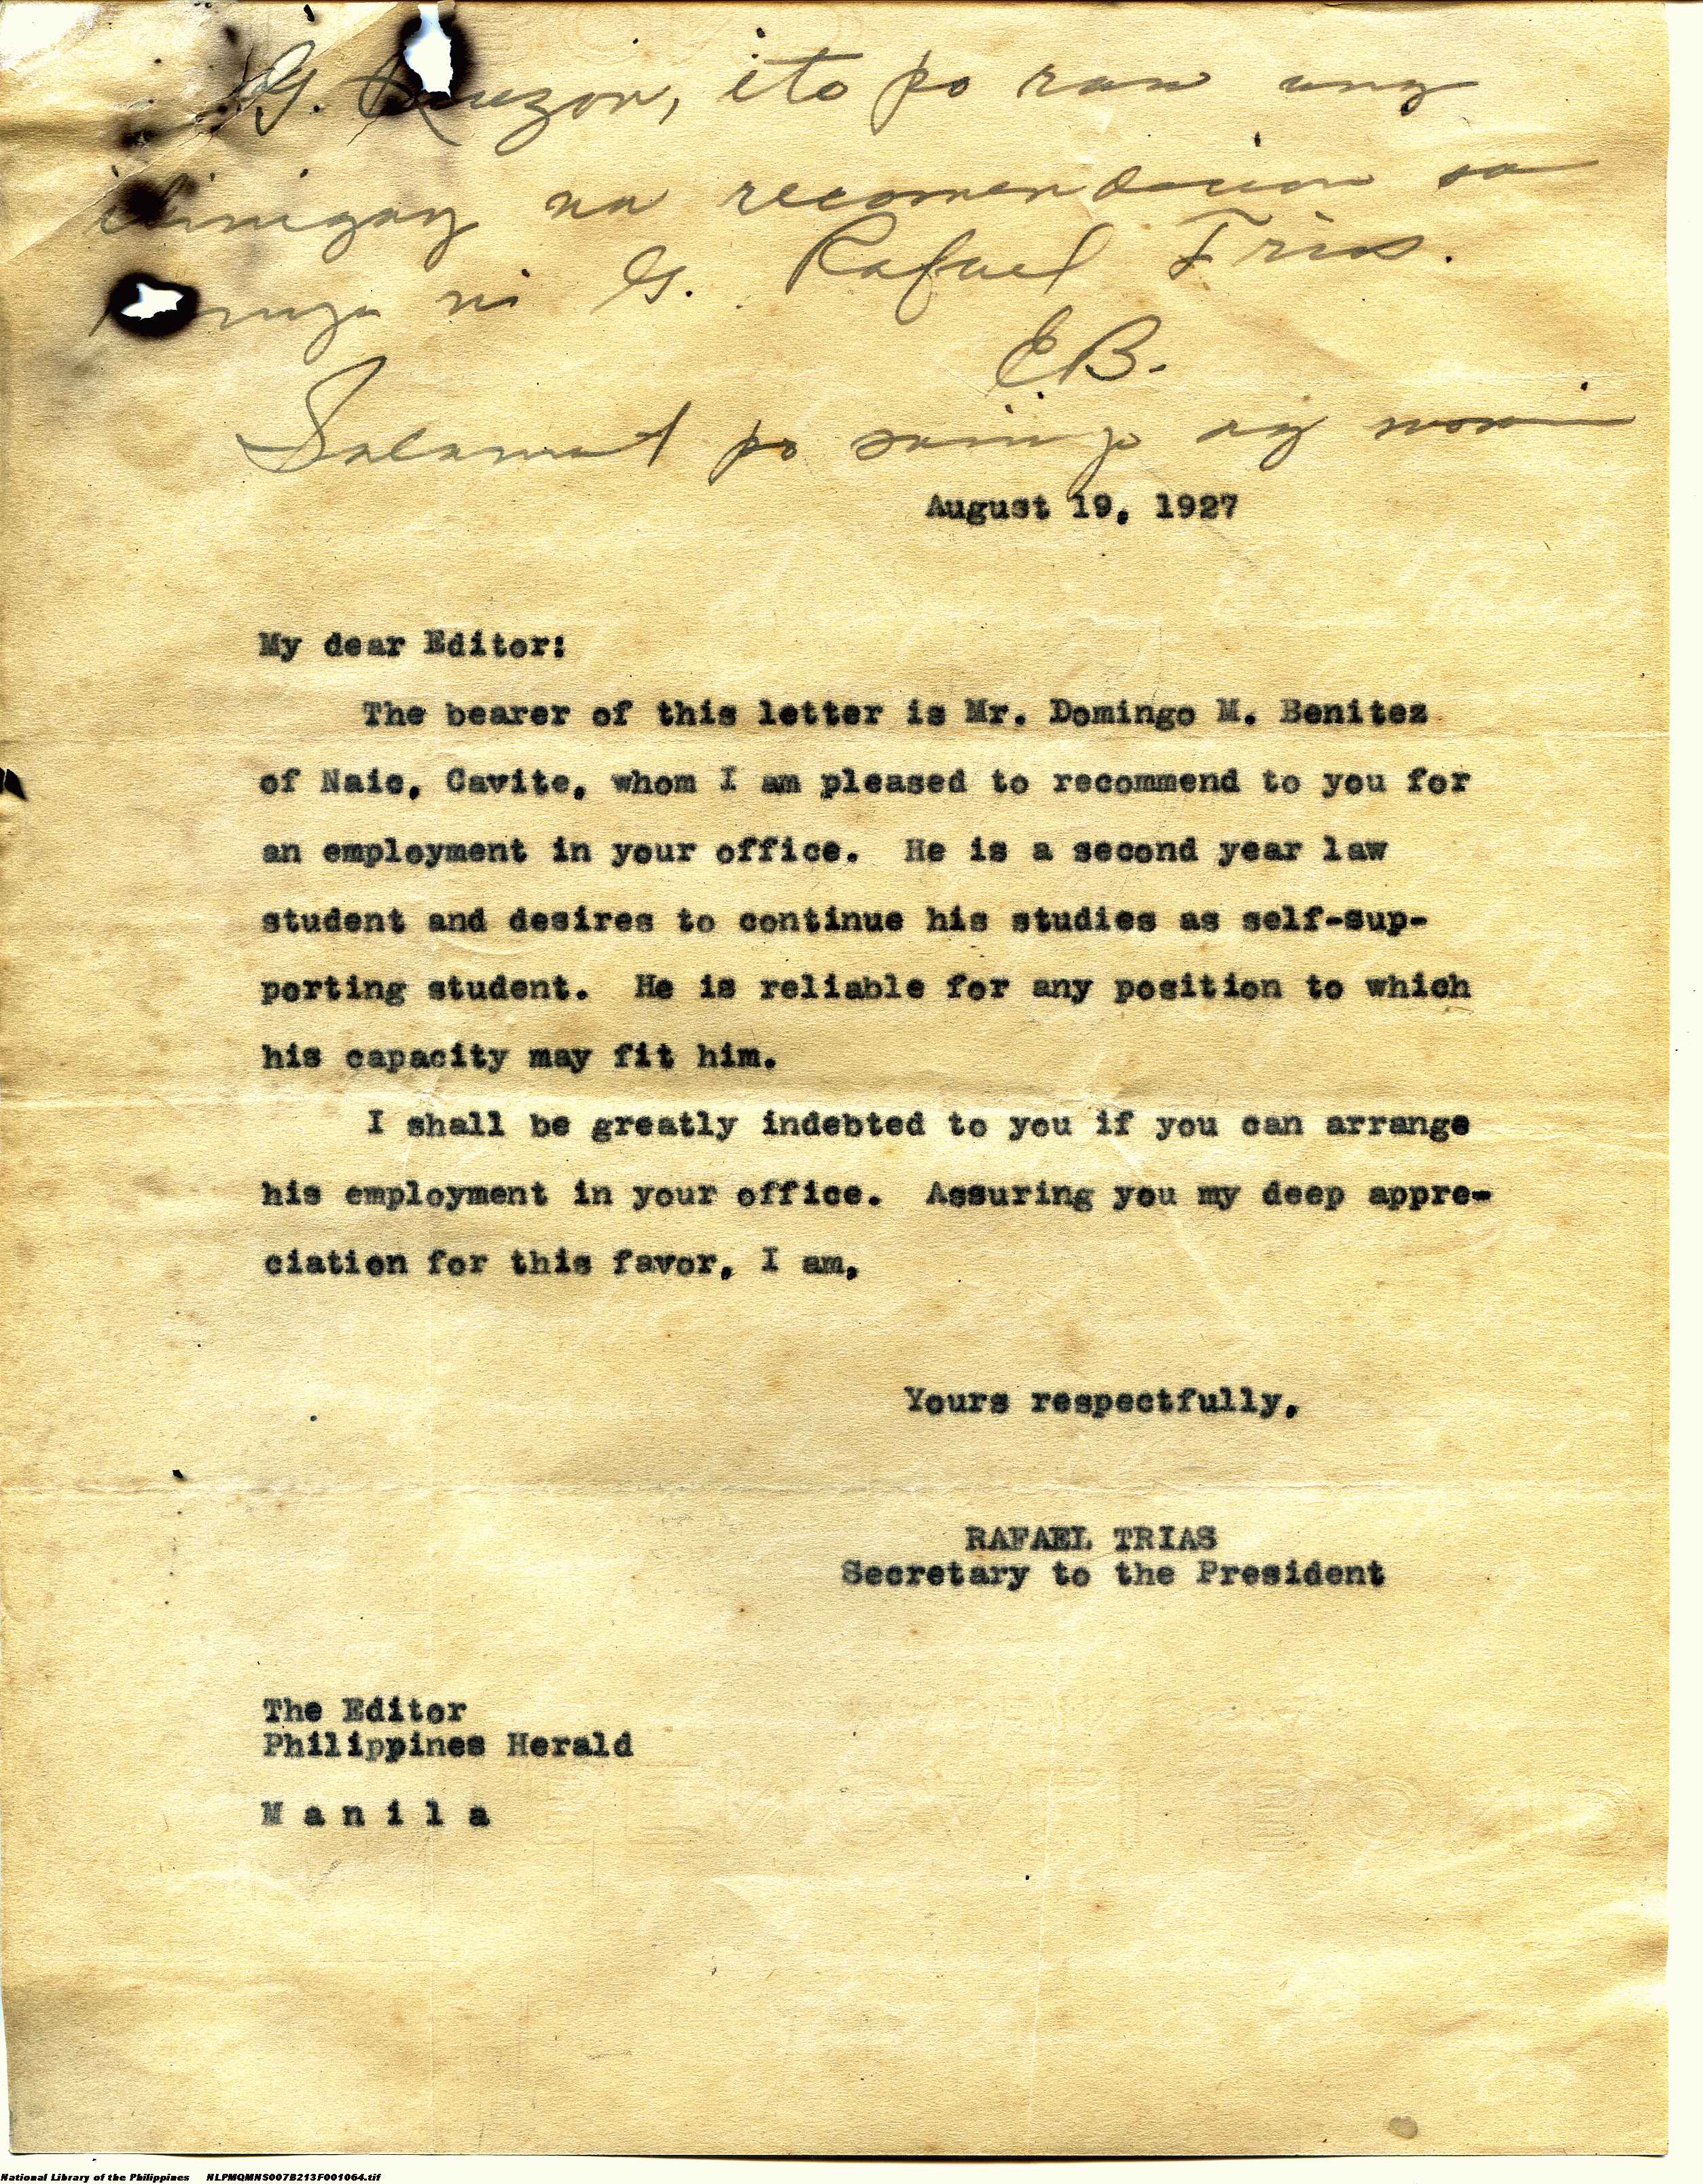 G. Quezon, ito po raw ang
ibinigay na recomendacion sa
kanya ni G. Rafael Trias.
E.B.
Salamat po sa inyo ay
August 19, 1927
My dear Editor:
The bearer of this letter is Mr. Domingo M. Benitez
of Naic, Cavite, whom I am pleased to recommend to you for
an employment in your office. He is a second year law
student and desires to continue his studies as self-sup-
porting student. He is reliable for any position to which
his capacity may fit him.
I shall be greatly indebted to you if you can arrange
his employment in your office. Assuring you my deep appre-
ciation for this favor, I am,
Yours respectfully,
RAFAEL TRIAS
Secretary to the President
The Editor
Philippines Herald
M a n i l a
National Library of the Philippines NLPMQMNS007B213F001064.tif